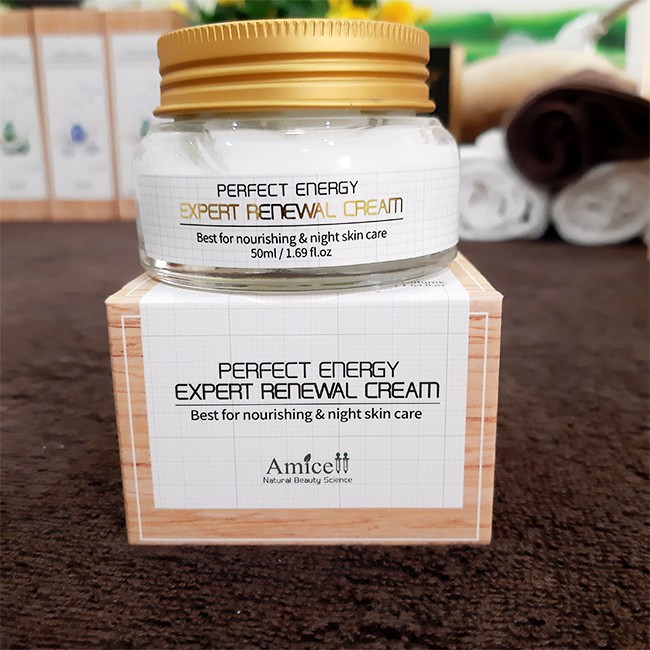 PERFECT ENERGY
EXPERT RENEWAL CREAM
Best for nourishing & night skin care
50ml / 1.69 fl.oz
PERFECT ENERGY
EXPERT RENEWAL CREAM
Best for nourishing & night skin care
Amicell
Natural Beauty Science